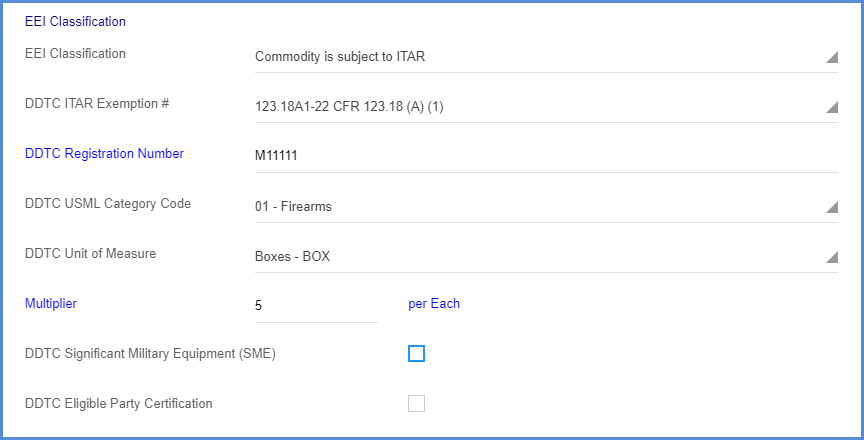 EEI Classification
EEI Classification Commodity is subject to ITAR
DDTC ITAR Exemption # 123.18A1-22 CFR 123.18 (A) (1)
DDTC Registration Number M11111
DDTC USML Category Code 01 - Firearms
DDTC Unit of Measure Boxes - BOX
Multiplier 5 per Each
DDTC Significant Military Equipment (SME)
DDTC Eligible Party Certification